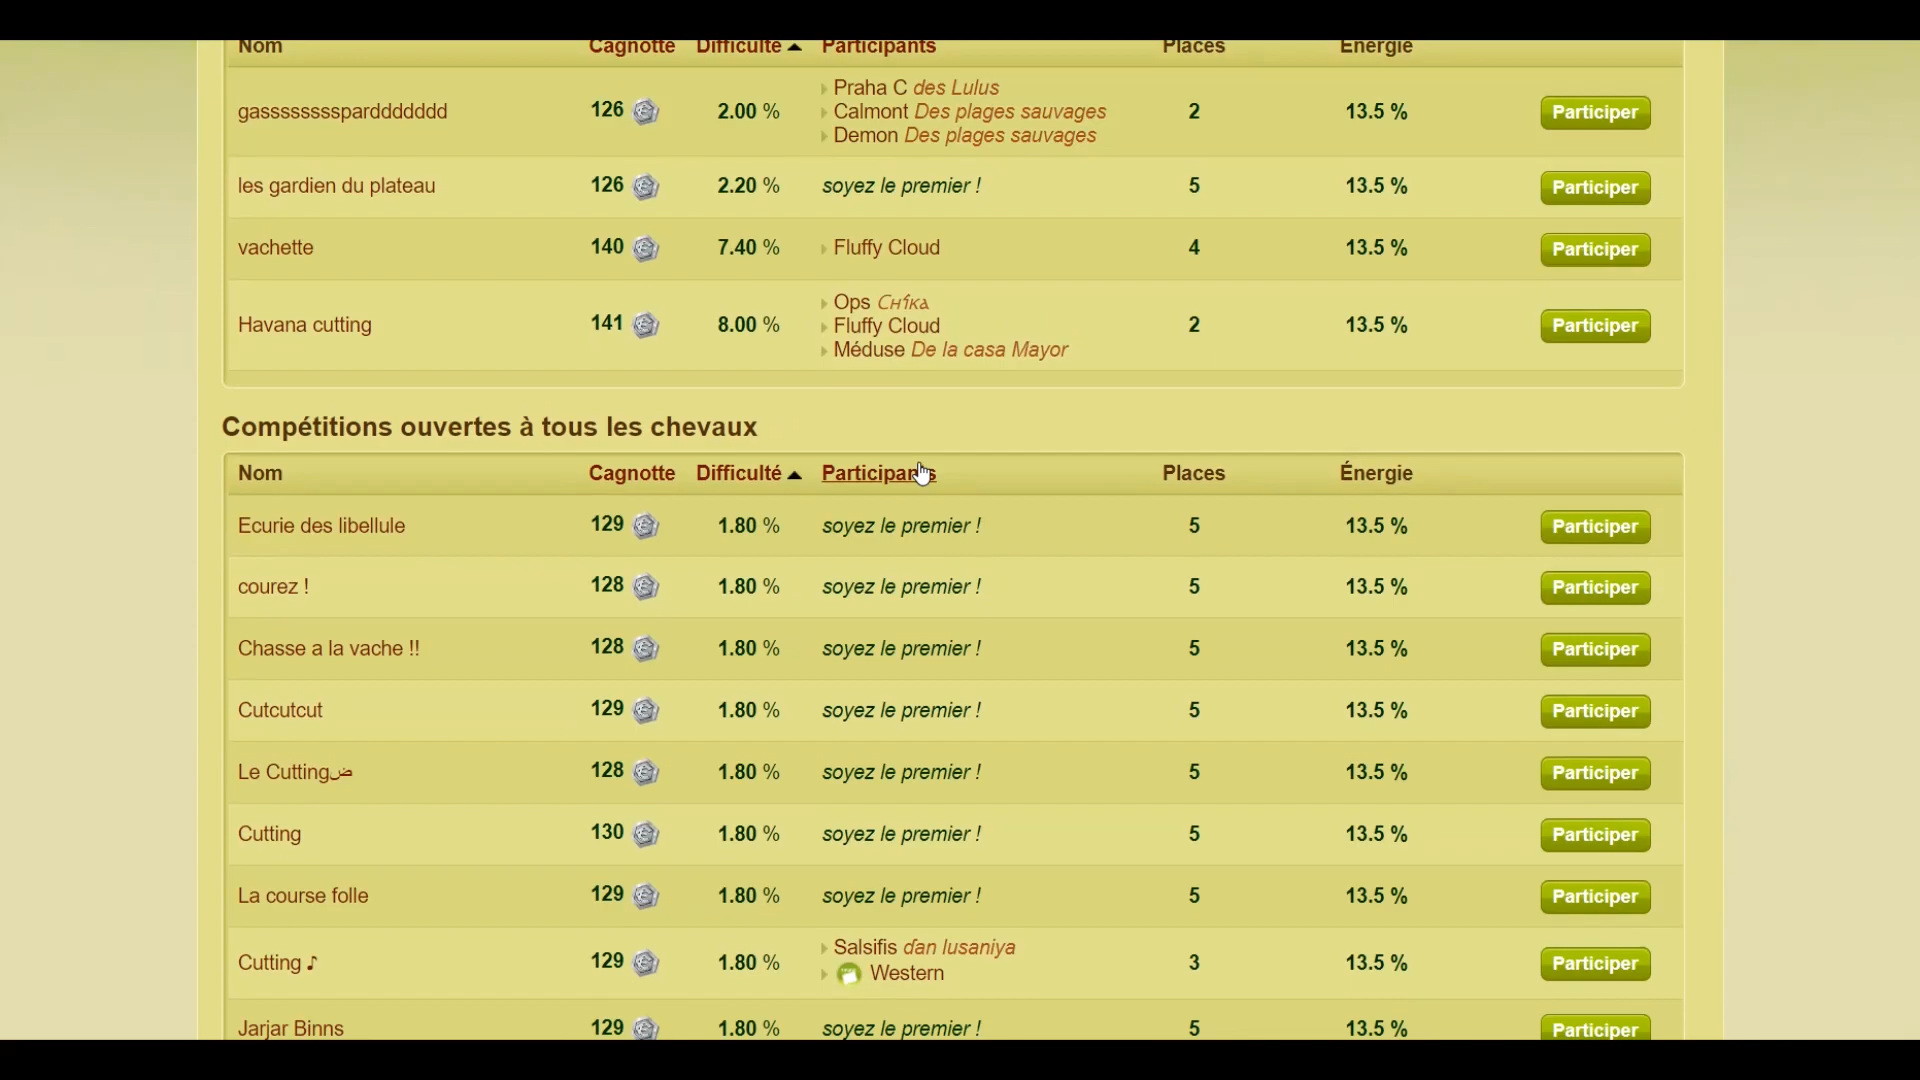 Nom Cagnotte Difficulté Participants Places Énergie
gassssssssparddddddd 126 2.00 % Praha C des Lulus
Calmont Des plages sauvages
Demon Des plages sauvages 2 13.5 % Participer
les gardien du plateau 126 2.20 % soyez le premier ! 5 13.5 % Participer
vachette 140 7.40 % Fluffy Cloud 4 13.5 % Participer
Havana cutting 141 8.00 % Ops
Fluffy Cloud
Méduse De la casa Mayor 2 13.5 % Participer
Compétitions ouvertes à tous les chevaux
Nom Cagnotte Difficulté Participants Places Énergie
Ecurie des libellule 129 1.80 % soyez le premier ! 5 13.5 % Participer
courez ! 128 1.80 % soyez le premier ! 5 13.5 % Participer
Chasse a la vache !! 128 1.80 % soyez le premier ! 5 13.5 % Participer
Cutcutcut 129 1.80 % soyez le premier ! 5 13.5 % Participer
Le Cuttingض 128 1.80 % soyez le premier ! 5 13.5 % Participer
Cutting 130 1.80 % soyez le premier ! 5 13.5 % Participer
La course folle 129 1.80 % soyez le premier ! 5 13.5 % Participer
Cutting ♪ 129 1.80 % Salsifis ɗan lusaniya
Western 3 13.5 % Participer
Jarjar Binns 129 1.80 % soyez le premier ! 5 13.5 % Participer